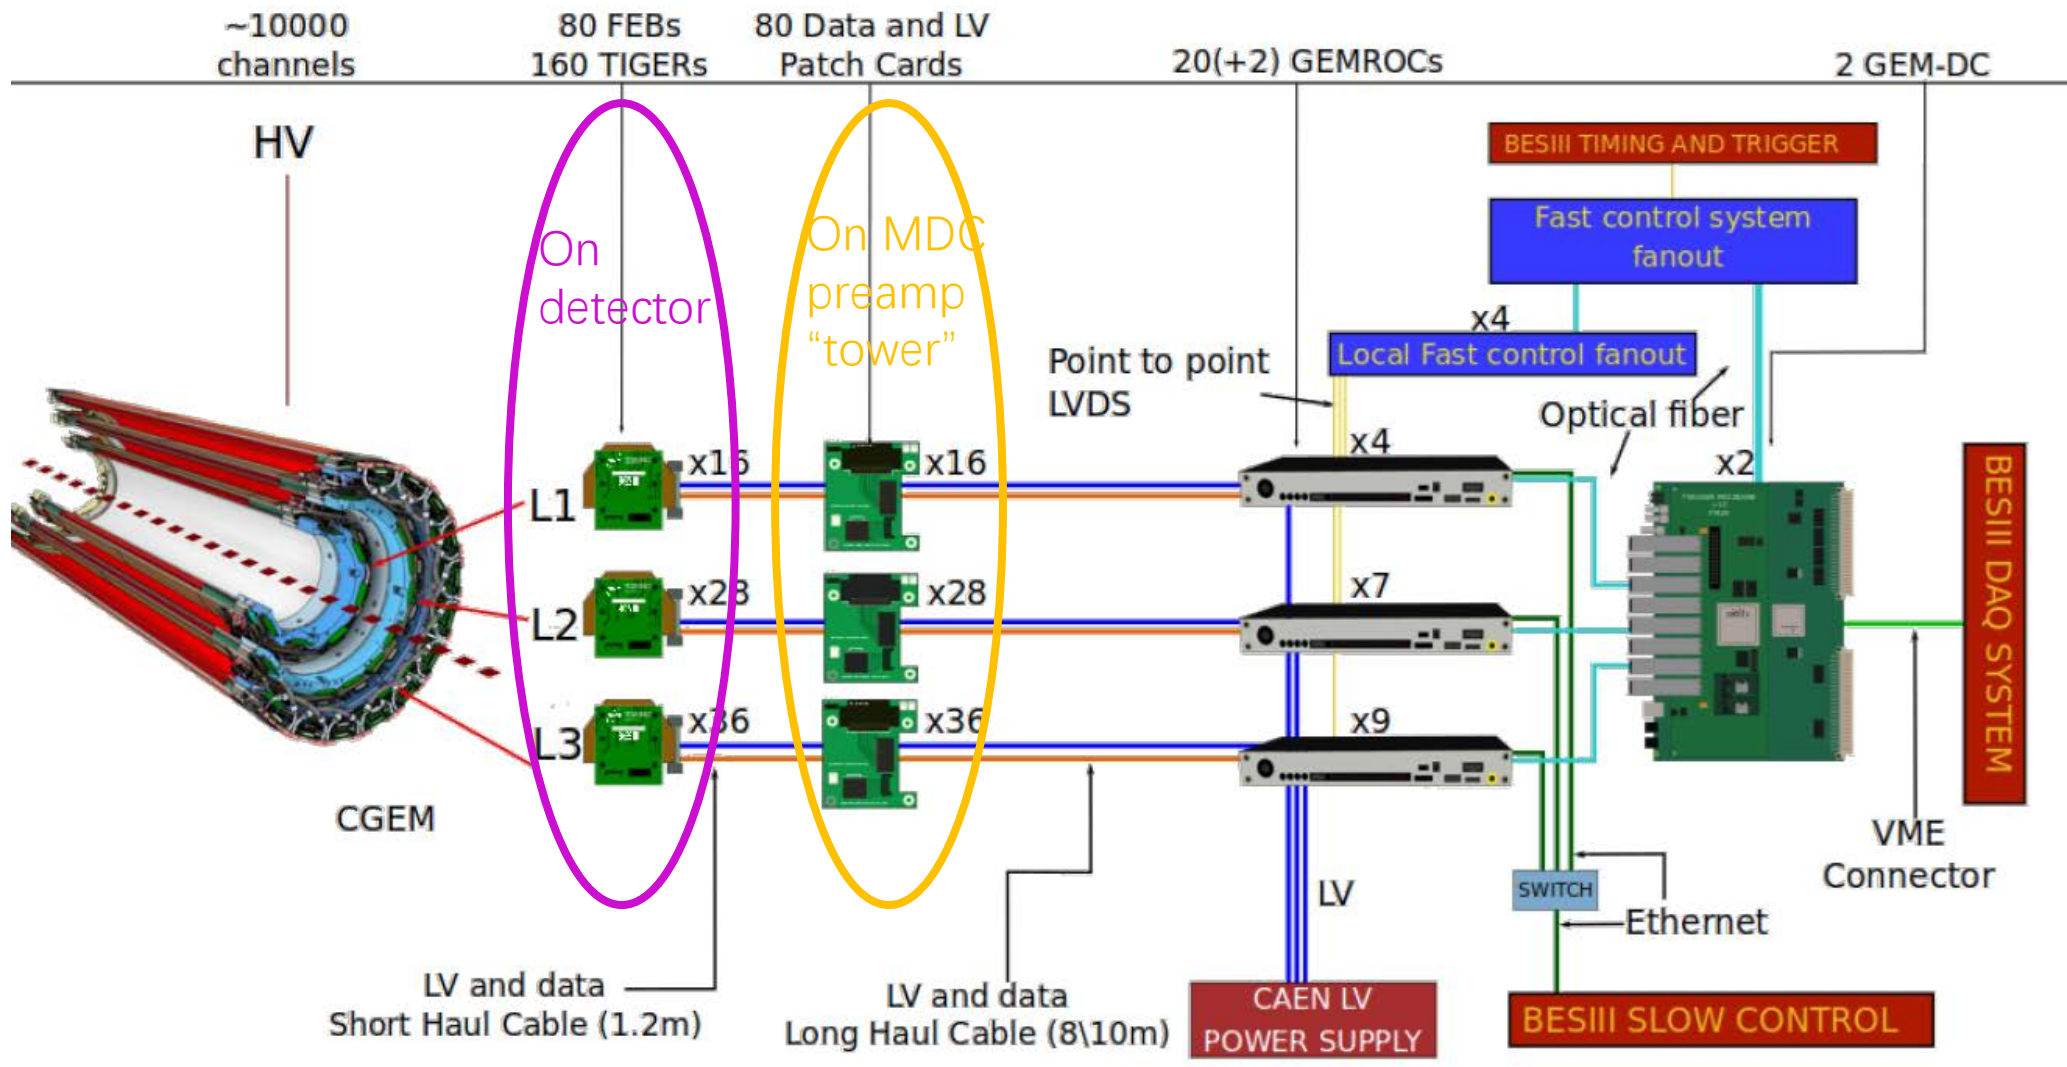 ~10000
channels
80 FEBs
160 TIGERs
80 Data and LV
Patch Cards
20(+2) GEMROCs
2 GEM-DC
HV
On
detector
On MDC
preamp
“tower”
BESIII TIMING AND TRIGGER
Fast control system
fanout
x4
Local Fast control fanout
Point to point
LVDS
Optical fiber
x4
x2
L1
x16
x16
L2
x28
x28
x7
L3
x36
x36
x9
CGEM
BESIII DAQ SYSTEM
VME
Connector
LV
SWITCH
Ethernet
LV and data
Short Haul Cable (1.2m)
LV and data
Long Haul Cable (8\10m)
CAEN LV
POWER SUPPLY
BESIII SLOW CONTROL